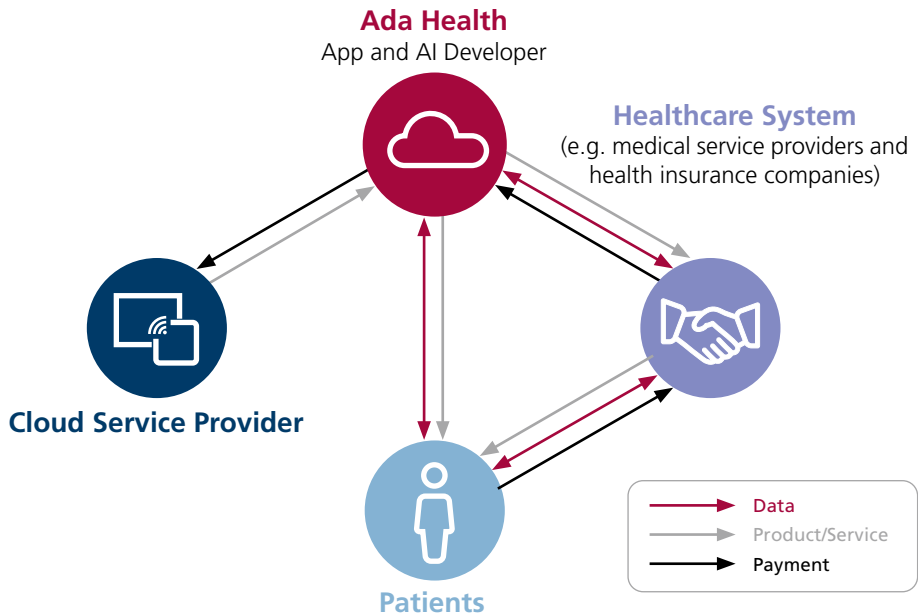 Ada Health
App and AI Developer
Healthcare System
(e.g. medical service providers and
health insurance companies)
Cloud Service Provider
Patients
Data
Product/Service
Payment